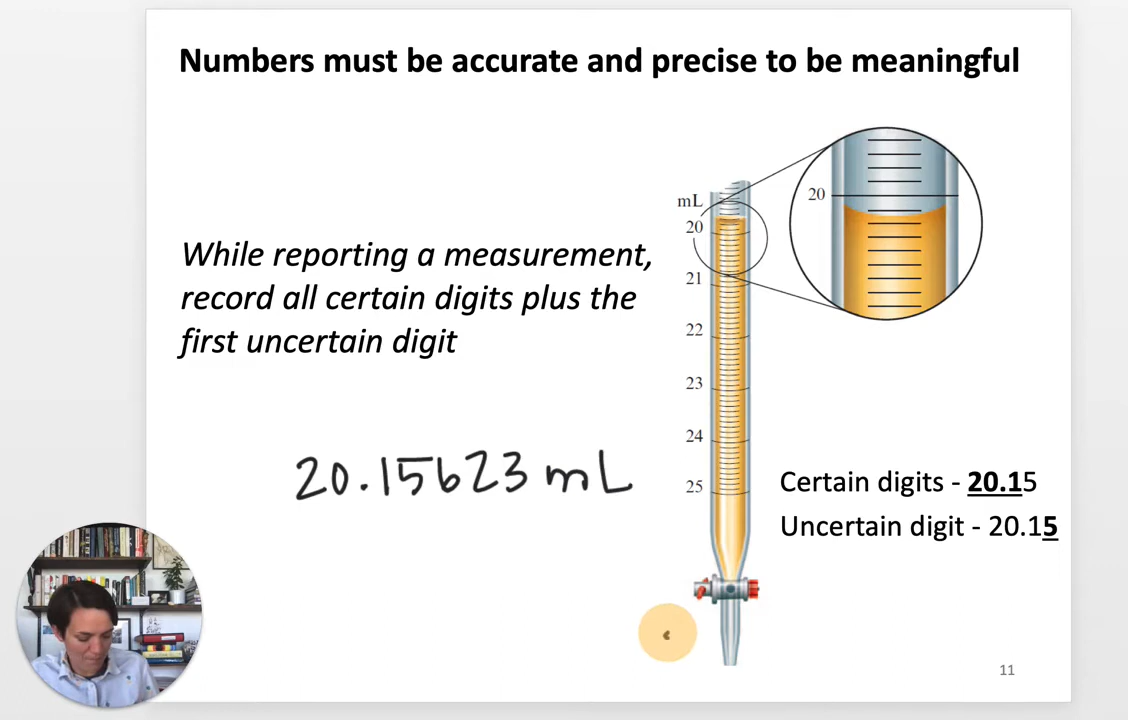 Numbers must be accurate and precise to be meaningful
While reporting a measurement,
record all certain digits plus the
first uncertain digit
20.15623 mL
mL
20
21
22
23
24
25
20
Certain digits - 20.15
Uncertain digit - 20.15
11